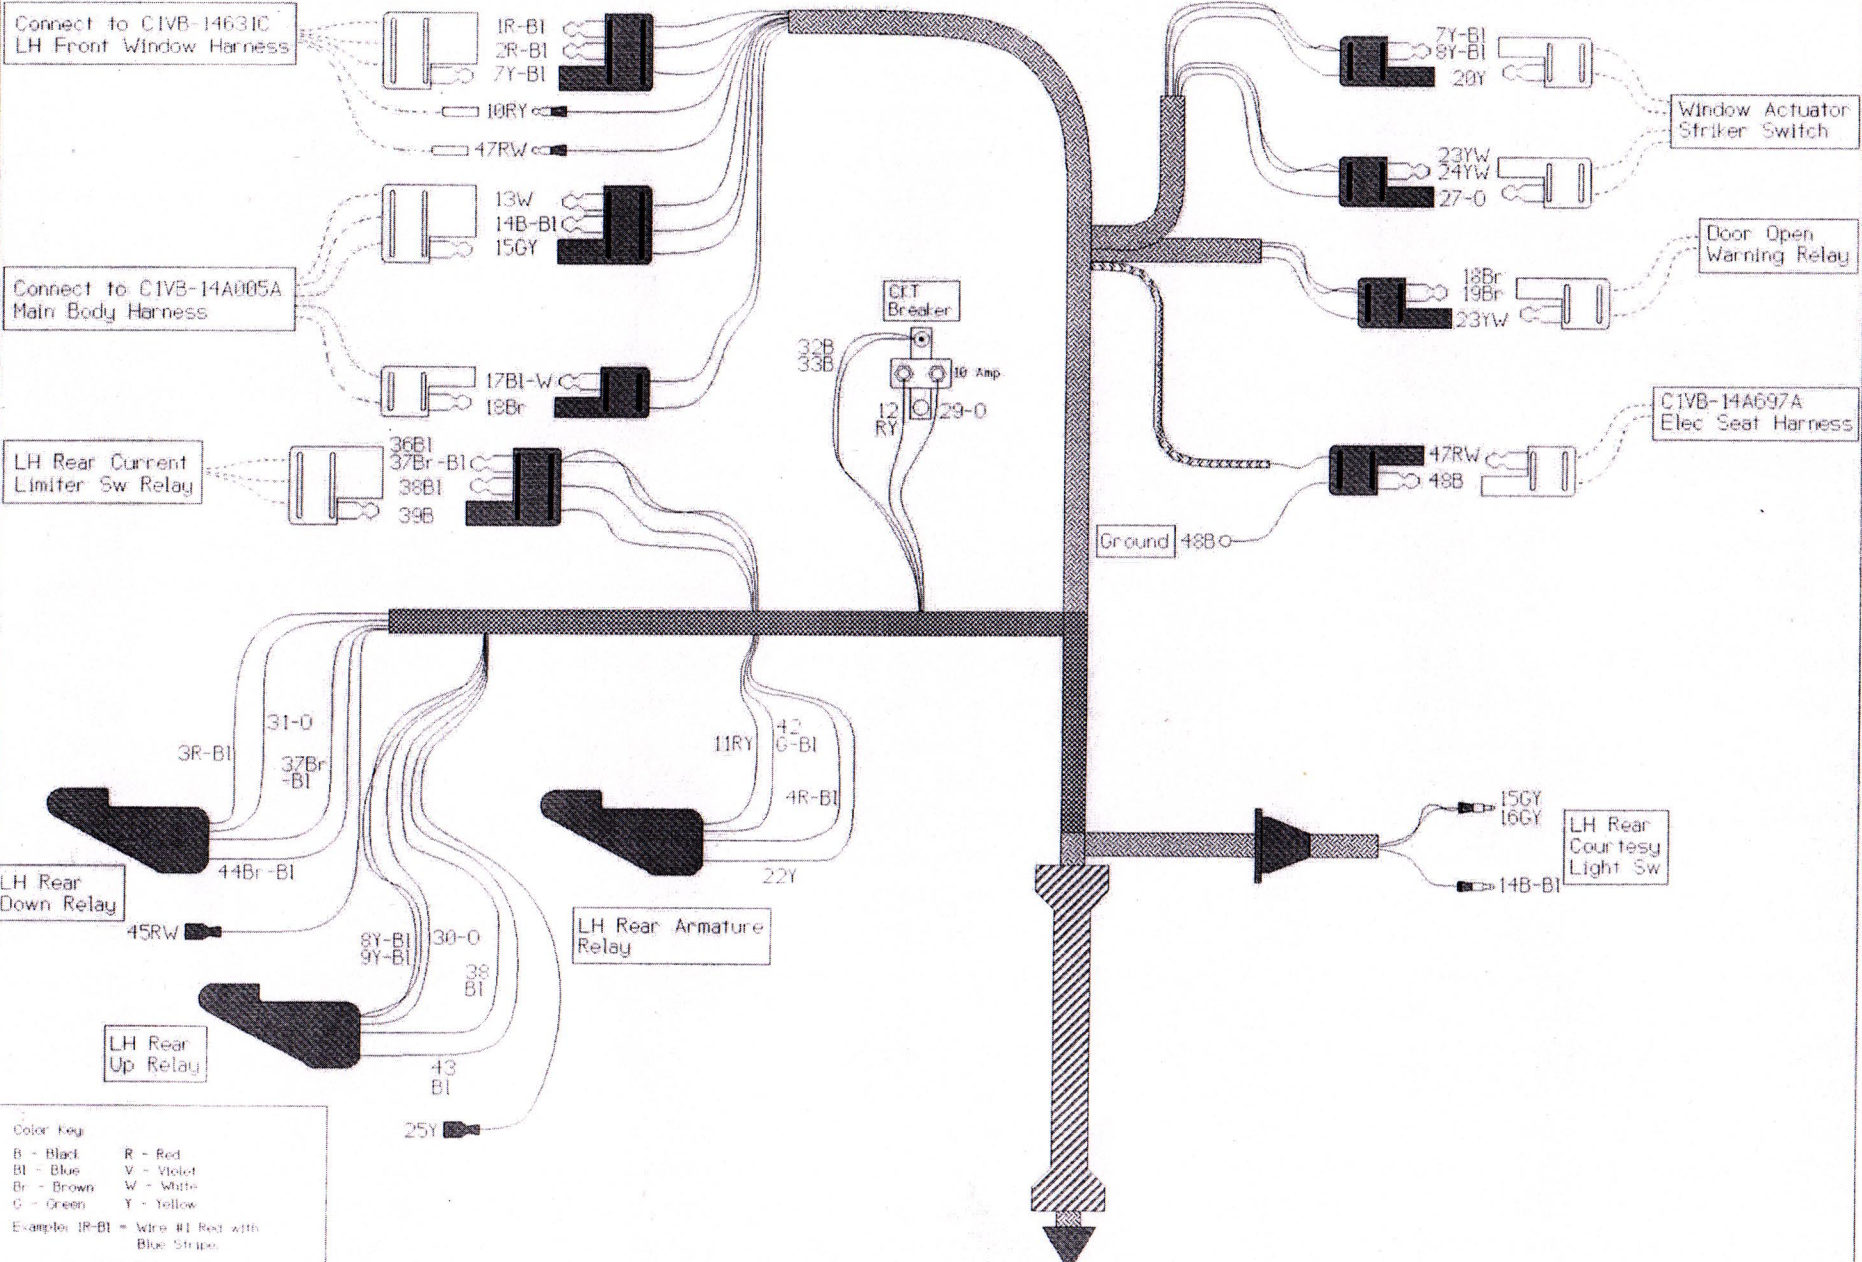 Connect to C1VB-14631C
LH Front Window Harness
1R-Bl
2R-Bl
7Y-Bl
10RY
47RW
13W
14B-Bl
15GY
Connect to C1VB-14A005A
Main Body Harness
17Bl-W
18Br
LH Rear Current
Limiter Sw Relay
36Bl
37Br-Bl
38Bl
39B
CKT
Breaker
32B
33B
10 Amp
12
RY
29-O
7Y-Bl
8Y-Bl
20Y
Window Actuator
Striker Switch
23YW
24YW
27-O
Door Open
Warning Relay
18Br
19Br
23YW
C1VB-14A697A
Elec Seat Harness
47RW
48B
Ground
48B
3R-Bl
31-O
37Br
-Bl
44Br-Bl
LH Rear
Down Relay
45RW
8Y-Bl
9Y-Bl
30-O
38
Bl
43
Bl
LH Rear
Up Relay
25Y
11RY
42
G-Bl
4R-Bl
22Y
LH Rear Armature
Relay
15GY
16GY
14B-Bl
LH Rear
Courtesy
Light Sw
Color Key:
B - Black R - Red
Bl - Blue V - Violet
Br - Brown W - White
G - Green Y - Yellow
Example: 1R-Bl = Wire #1 Red with
Blue Stripe.